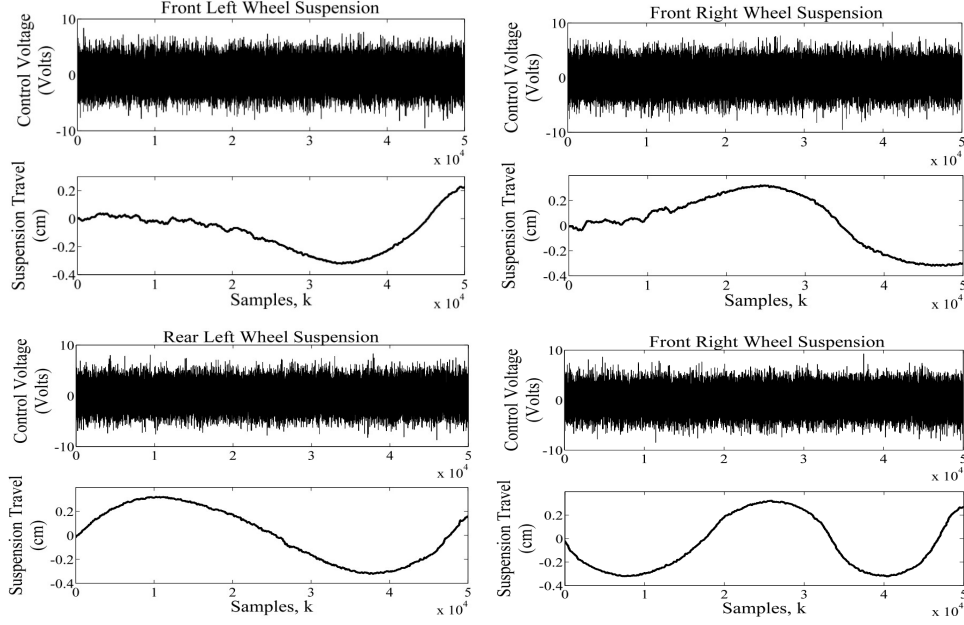 Front Left Wheel Suspension
Control Voltage
(Volts)
10
0
-10
0 1 2 3 4 5
x 10^4
Suspension Travel
(cm)
0.2
0
-0.2
-0.4
0 1 2 3 4 5
Samples, k
x 10^4
Front Right Wheel Suspension
Control Voltage
(Volts)
10
0
-10
0 1 2 3 4 5
x 10^4
Suspension Travel
(cm)
0.2
0
-0.2
-0.4
0 1 2 3 4 5
Samples, k
x 10^4
Rear Left Wheel Suspension
Control Voltage
(Volts)
10
0
-10
0 1 2 3 4 5
x 10^4
Suspension Travel
(cm)
0.2
0
-0.2
-0.4
0 1 2 3 4 5
Samples, k
x 10^4
Front Right Wheel Suspension
Control Voltage
(Volts)
10
0
-10
0 1 2 3 4 5
x 10^4
Suspension Travel
(cm)
0.2
0
-0.2
-0.4
0 1 2 3 4 5
Samples, k
x 10^4